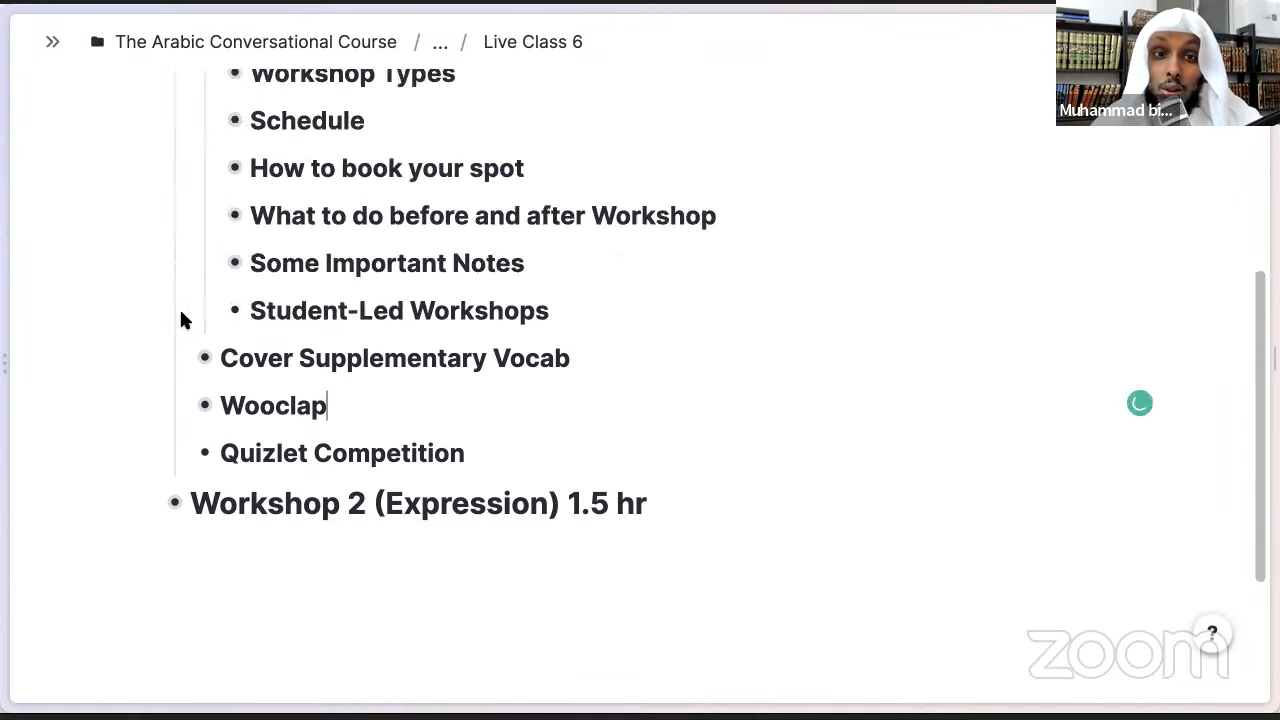 The Arabic Conversational Course / ... / Live Class 6
Muhammad bi...
Workshop Types
Schedule
How to book your spot
What to do before and after Workshop
Some Important Notes
Student-Led Workshops
Cover Supplementary Vocab
Wooclap
Quizlet Competition
Workshop 2 (Expression) 1.5 hr
?
zoom